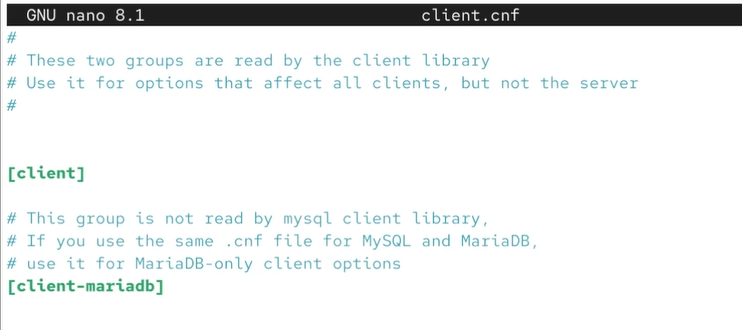 GNU nano 8.1 client.cnf
#
# These two groups are read by the client library
# Use it for options that affect all clients, but not the server
#
[client]
# This group is not read by mysql client library,
# If you use the same .cnf file for MySQL and MariaDB,
# use it for MariaDB-only client options
[client-mariadb]